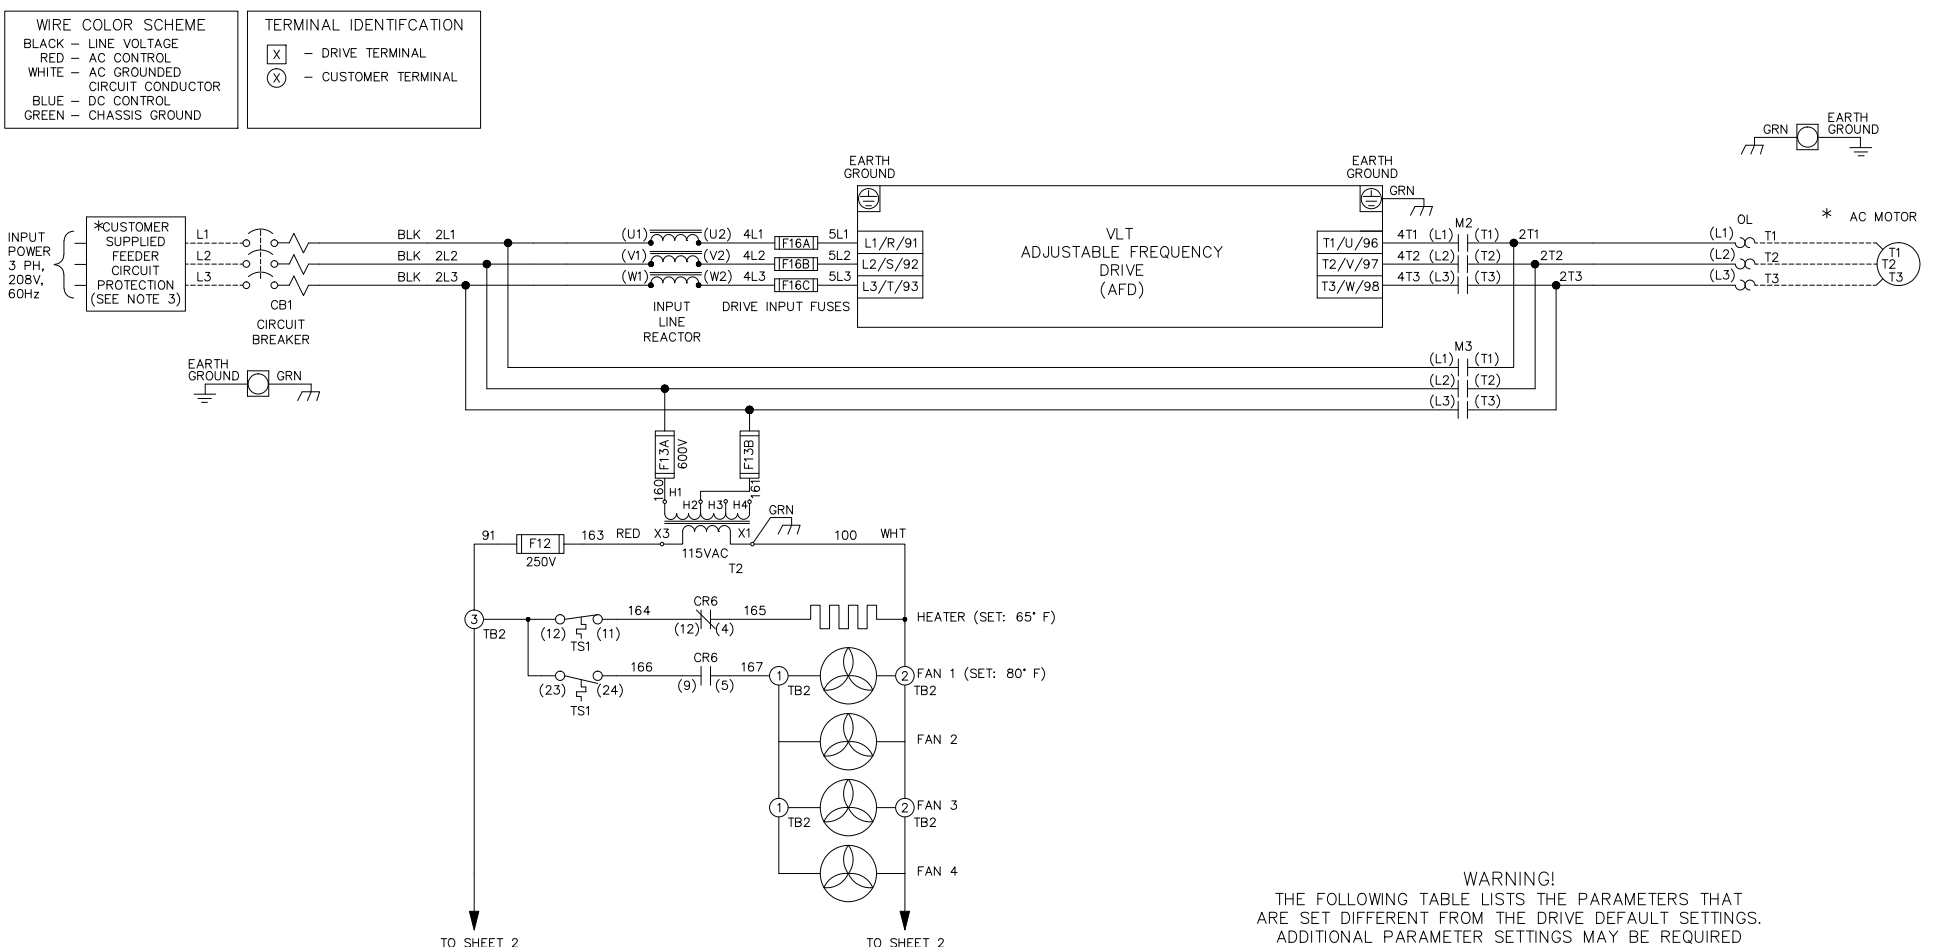 WIRE COLOR SCHEME
BLACK – LINE VOLTAGE
RED – AC CONTROL
WHITE – AC GROUNDED
CIRCUIT CONDUCTOR
BLUE – DC CONTROL
GREEN – CHASSIS GROUND
TERMINAL IDENTIFCATION
X – DRIVE TERMINAL
X – CUSTOMER TERMINAL
GRN
EARTH
GROUND
INPUT
POWER
3 PH,
208V,
60Hz
*CUSTOMER
SUPPLIED
FEEDER
CIRCUIT
PROTECTION
(SEE NOTE 3)
L1
L2
L3
CB1
CIRCUIT
BREAKER
EARTH
GROUND
GRN
BLK 2L1
BLK 2L2
BLK 2L3
(U1) (U2) 4L1 F16A 5L1
(V1) (V2) 4L2 F16B 5L2
(W1) (W2) 4L3 F16C 5L3
INPUT
LINE
REACTOR
DRIVE INPUT FUSES
EARTH
GROUND
L1/R/91
L2/S/92
L3/T/93
VLT
ADJUSTABLE FREQUENCY
DRIVE
(AFD)
EARTH
GROUND
GRN
T1/U/96
T2/V/97
T3/W/98
M2
4T1 (L1) (T1) 2T1
4T2 (L2) (T2) 2T2
4T3 (L3) (T3) 2T3
OL
(L1) T1
(L2) T2
(L3) T3
* AC MOTOR
T1
T2
T3
M3
(L1) (T1)
(L2) (T2)
(L3) (T3)
F13A
600V
F13B
160
161
H1
H2 H3 H4
GRN
91
F12
250V
163 RED X3
X1
115VAC
T2
100 WHT
3
TB2
(12) (11)
TS1
164
CR6
(12) (4)
165
HEATER (SET: 65° F)
(23) (24)
TS1
166
CR6
(9) (5)
167
1
TB2
2
TB2
FAN 1 (SET: 80° F)
FAN 2
1
TB2
2
TB2
FAN 3
FAN 4
TO SHEET 2
TO SHEET 2
WARNING!
THE FOLLOWING TABLE LISTS THE PARAMETERS THAT
ARE SET DIFFERENT FROM THE DRIVE DEFAULT SETTINGS.
ADDITIONAL PARAMETER SETTINGS MAY BE REQUIRED